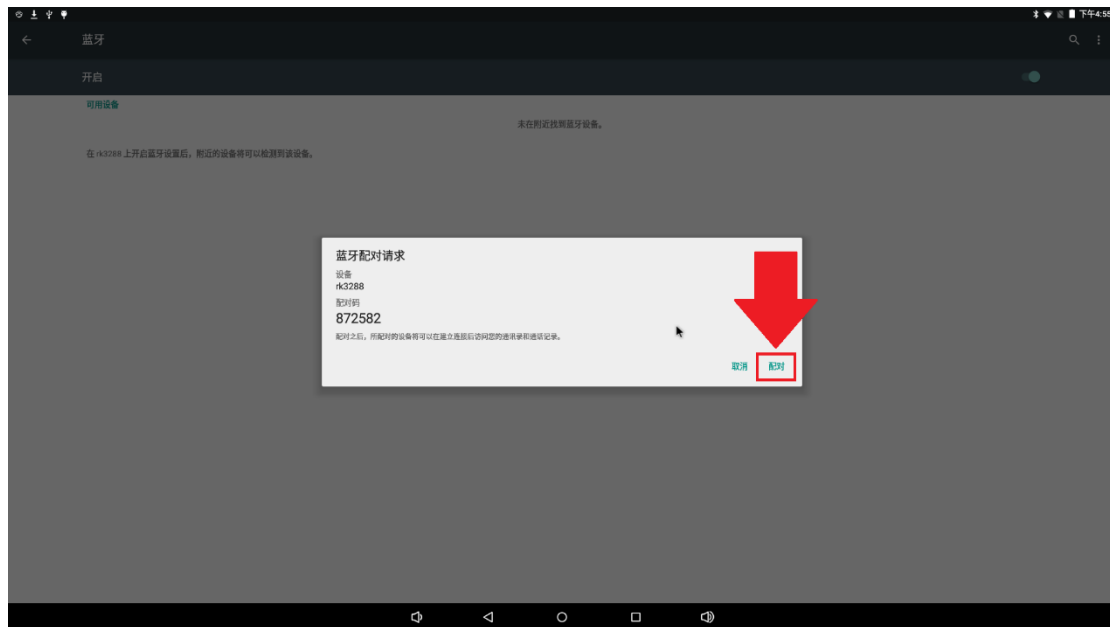 下午4:55
蓝牙
开启
可用设备
未在附近找到蓝牙设备。
在 rk3288 上开启蓝牙设置后，附近的设备将可以检测到该设备。
蓝牙配对请求
设备
rk3288
配对码
872582
配对之后，所配对的设备将可以在建立连接后访问您的通讯录和通话记录。
取消 配对